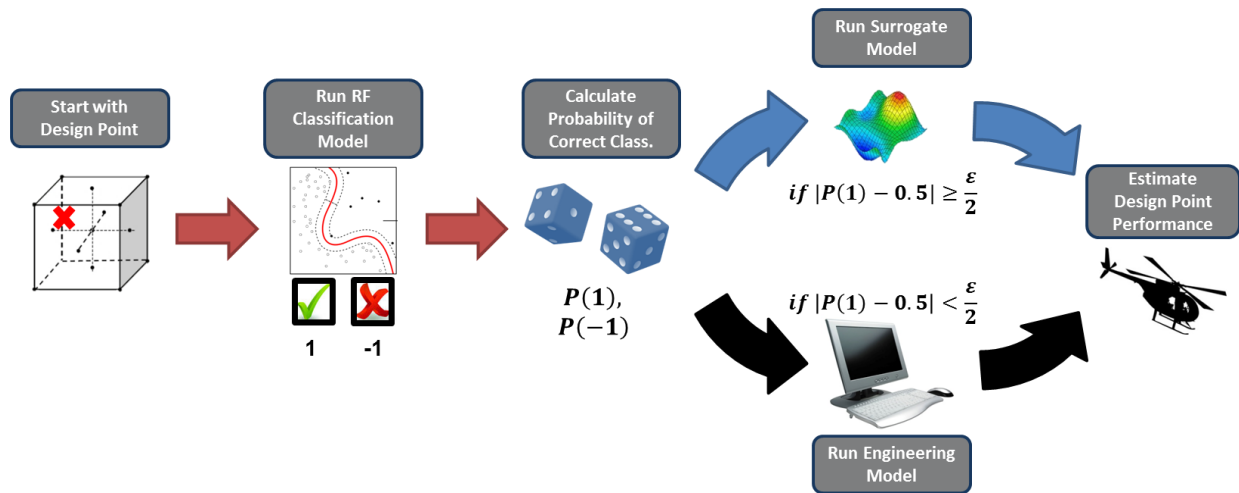 Start with
Design Point
Run RF
Classification
Model
1
-1
Calculate
Probability of
Correct Class.
P(1),
P(−1)
Run Surrogate
Model
if |P(1) − 0.5| ≥ ε/2
if |P(1) − 0.5| < ε/2
Run Engineering
Model
Estimate
Design Point
Performance